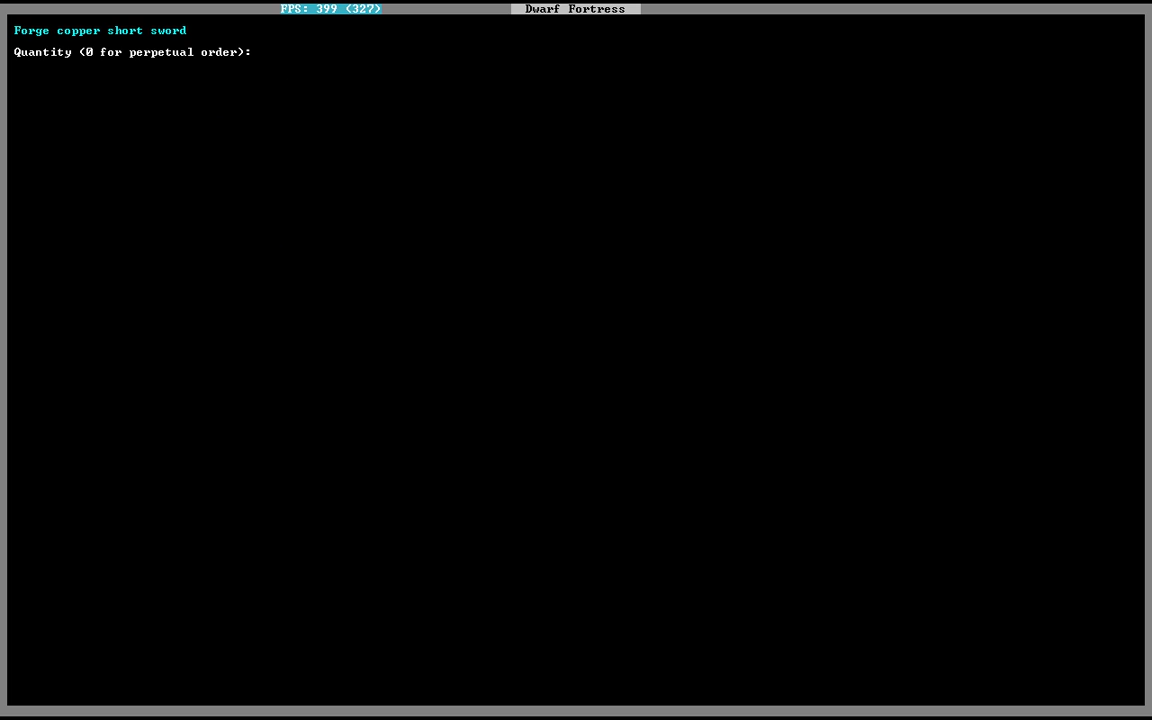 FPS: 399 (327) Dwarf Fortress
Forge copper short sword
Quantity (0 for perpetual order):